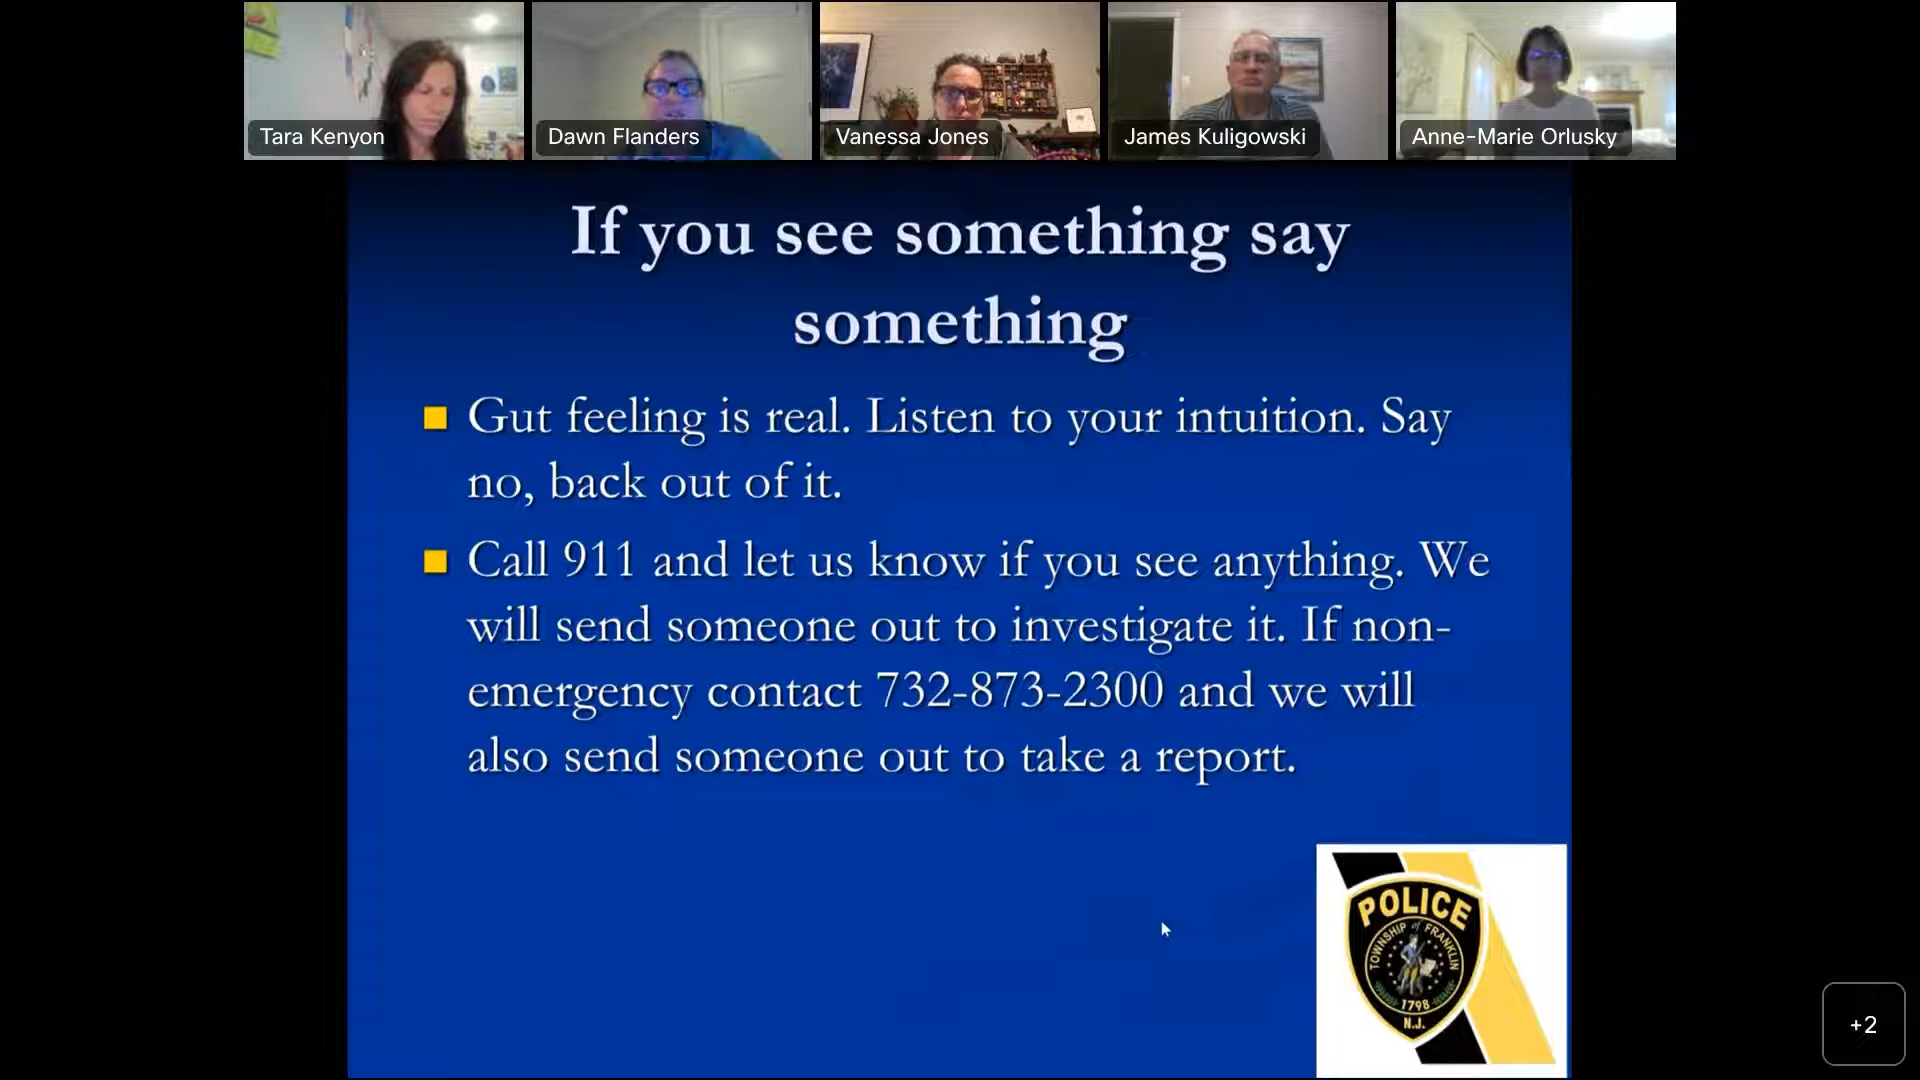 Tara Kenyon
Dawn Flanders
Vanessa Jones
James Kuligowski
Anne-Marie Orlusky
If you see something say
something
Gut feeling is real. Listen to your intuition. Say
no, back out of it.
Call 911 and let us know if you see anything. We
will send someone out to investigate it. If non-
emergency contact 732-873-2300 and we will
also send someone out to take a report.
POLICE
TOWNSHIP of FRANKLIN
1798
N.J.
+2